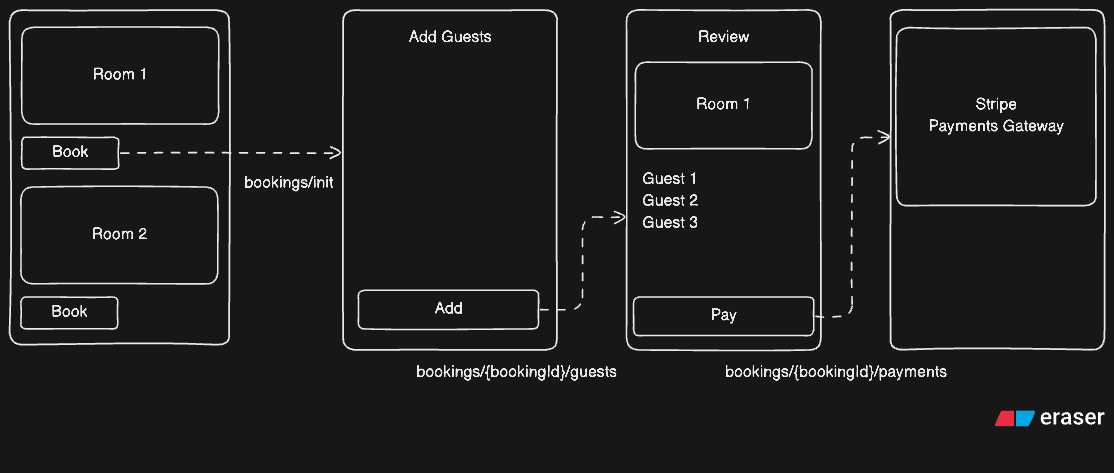 Room 1
Book
Room 2
Book
bookings/init
Add Guests
Add
bookings/{bookingId}/guests
Review
Room 1
Guest 1
Guest 2
Guest 3
Pay
bookings/{bookingId}/payments
Stripe
Payments Gateway
eraser